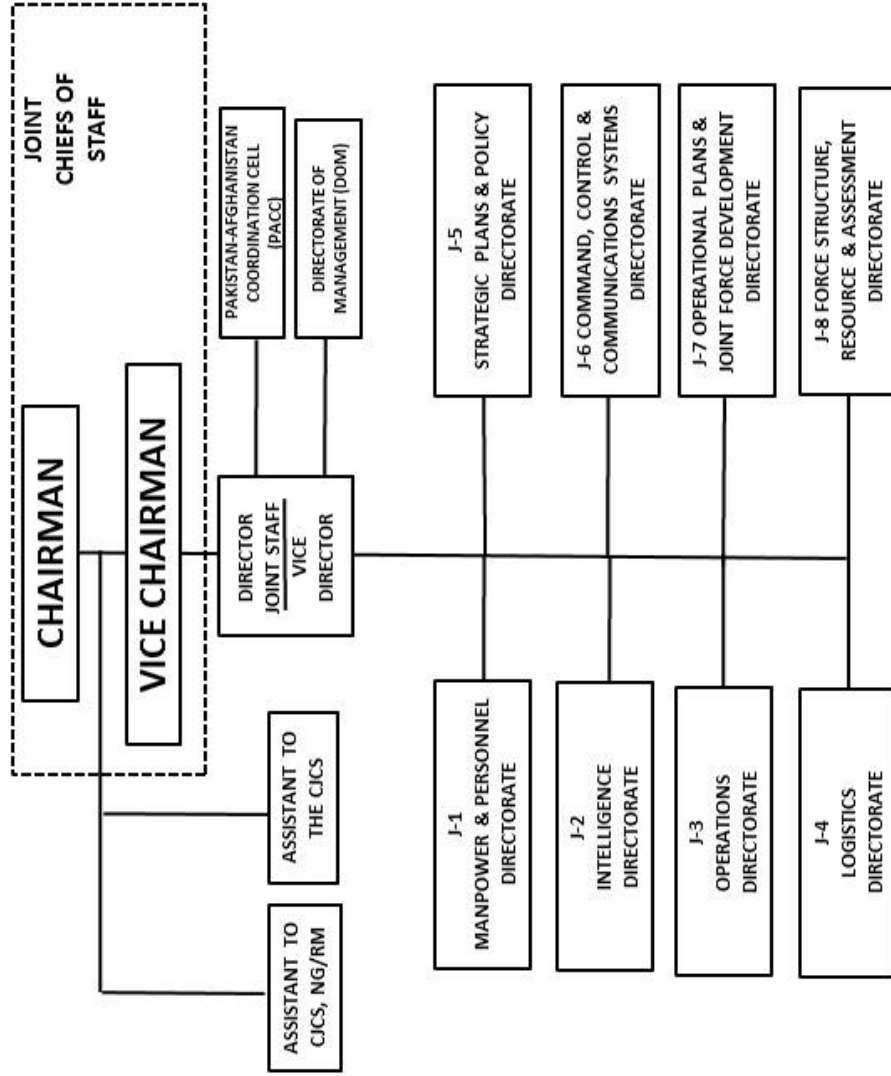 JOINT
CHIEFS OF
STAFF
CHAIRMAN
VICE CHAIRMAN
ASSISTANT TO
CJCS, NG/RM
ASSISTANT TO
THE CJCS
DIRECTOR
JOINT STAFF
VICE
DIRECTOR
PAKISTAN-AFGHANISTAN
COORDINATION CELL
(PACC)
DIRECTORATE OF
MANAGEMENT (DOM)
J-1
MANPOWER & PERSONNEL
DIRECTORATE
J-5
STRATEGIC PLANS & POLICY
DIRECTORATE
J-2
INTELLIGENCE
DIRECTORATE
J-6 COMMAND, CONTROL &
COMMUNICATIONS SYSTEMS
DIRECTORATE
J-3
OPERATIONS
DIRECTORATE
J-7 OPERATIONAL PLANS &
JOINT FORCE DEVELOPMENT
DIRECTORATE
J-4
LOGISTICS
DIRECTORATE
J-8 FORCE STRUCTURE,
RESOURCE & ASSESSMENT
DIRECTORATE